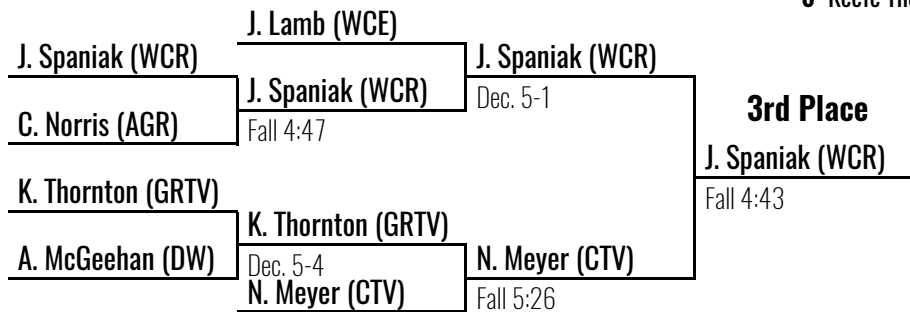 J. Lamb (WCE)
J. Spaniak (WCR)
J. Spaniak (WCR)
J. Spaniak (WCR)
Dec. 5-1
3rd Place
C. Norris (AGR)
Fall 4:47
J. Spaniak (WCR)
K. Thornton (GRTV)
Fall 4:43
K. Thornton (GRTV)
A. McGeehan (DW)
Dec. 5-4
N. Meyer (CTV)
N. Meyer (CTV)
Fall 5:26